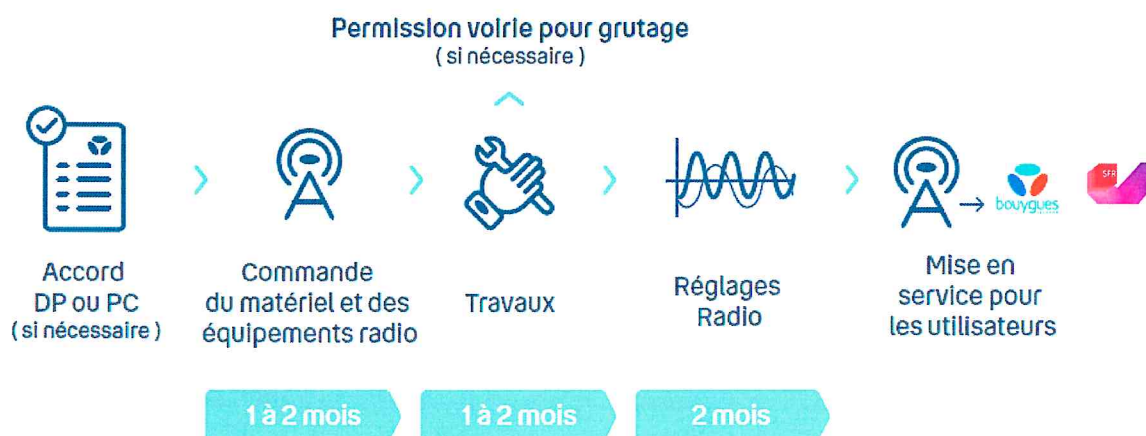 Permission voirie pour grutage
( si nécessaire )
SFR
bouygues
Accord
DP ou PC
( si nécessaire )
Commande
du matériel et des
équipements radio
Travaux
Réglages
Radio
Mise en
service pour
les utilisateurs
1 à 2 mois
1 à 2 mois
2 mois